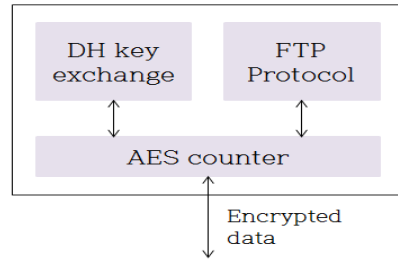 DH key
exchange
FTP
Protocol
AES counter
Encrypted
data